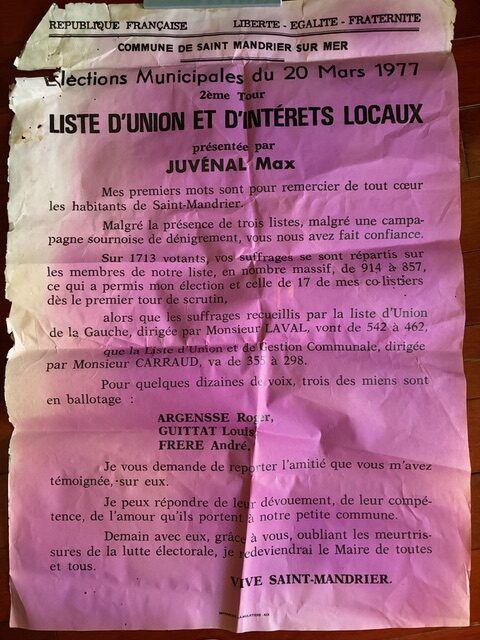 REPUBLIQUE FRANÇAISE LIBERTE - EGALITE - FRATERNITE
COMMUNE DE SAINT MANDRIER SUR MER
Elections Municipales du 20 Mars 1977
2ème Tour
LISTE D'UNION ET D'INTÉRETS LOCAUX
présentée par
JUVÉNAL Max
Mes premiers mots sont pour remercier de tout cœur
les habitants de Saint-Mandrier.
Malgré la présence de trois listes, malgré une campa-
pagne sournoise de dénigrement, vous nous avez fait confiance.
Sur 1713 votants, vos suffrages se sont répartis sur
les membres de notre liste, en nombre massif, de 914 à 857,
ce qui a permis mon élection et celle de 17 de mes co-listiers
dès le premier tour de scrutin,
alors que les suffrages recueillis par la liste d'Union
de la Gauche, dirigée par Monsieur LAVAL, vont de 542 à 462,
que la Liste d'Union et de Gestion Communale, dirigée
par Monsieur CARRAUD, va de 355 à 298.
Pour quelques dizaines de voix, trois des miens sont
en ballotage :
ARGENSSE Roger,
GUITTAT Louis
FRERE André,
Je vous demande de reporter l'amitié que vous m'avez
témoignée, sur eux.
Je peux répondre de leur dévouement, de leur compé-
tence, de l'amour qu'ils portent à notre petite commune.
Demain avec eux, grâce à vous, oubliant les meurtris-
sures de la lutte électorale, je redeviendrai le Maire de toutes
et tous.
VIVE SAINT-MANDRIER.